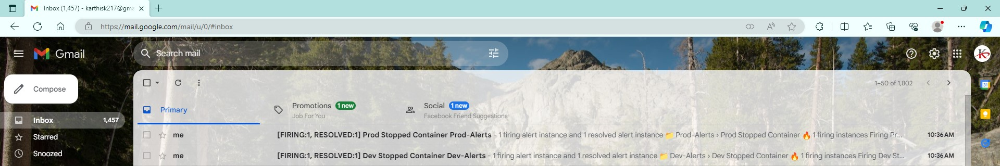 Inbox (1,457) - karthisk217@gma
https://mail.google.com/mail/u/0/#inbox
Gmail
Search mail
Compose
1–50 of 1,802
Primary
Promotions 1 new
Job For You
Social 1 new
Facebook Friend Suggestions
Inbox 1,457
Starred
Snoozed
me [FIRING:1, RESOLVED:1] Prod Stopped Container Prod-Alerts - 1 firing alert instance and 1 resolved alert instance 📁 Prod-Alerts › Prod Stopped Container 🔥 1 firing instances Firing Pr... 10:36 AM
me [FIRING:1, RESOLVED:1] Dev Stopped Container Dev-Alerts - 1 firing alert instance and 1 resolved alert instance 📁 Dev-Alerts › Dev Stopped Container 🔥 1 firing instances Firing Dev St... 10:36 AM
31
K